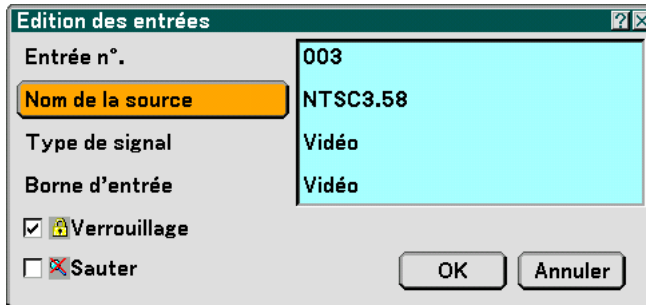 Edition des entrées ? X
Entrée n°. 003
Nom de la source NTSC3.58
Type de signal Vidéo
Borne d'entrée Vidéo
Verrouillage
Sauter OK Annuler